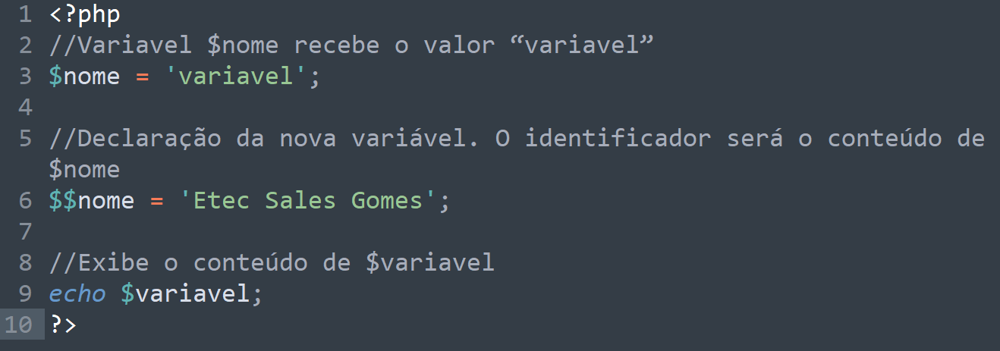 1 <?php
2 //Variavel $nome recebe o valor “variavel”
3 $nome = 'variavel';
4
5 //Declaração da nova variável. O identificador será o conteúdo de
$nome
6 $$nome = 'Etec Sales Gomes';
7
8 //Exibe o conteúdo de $variavel
9 echo $variavel;
10 ?>